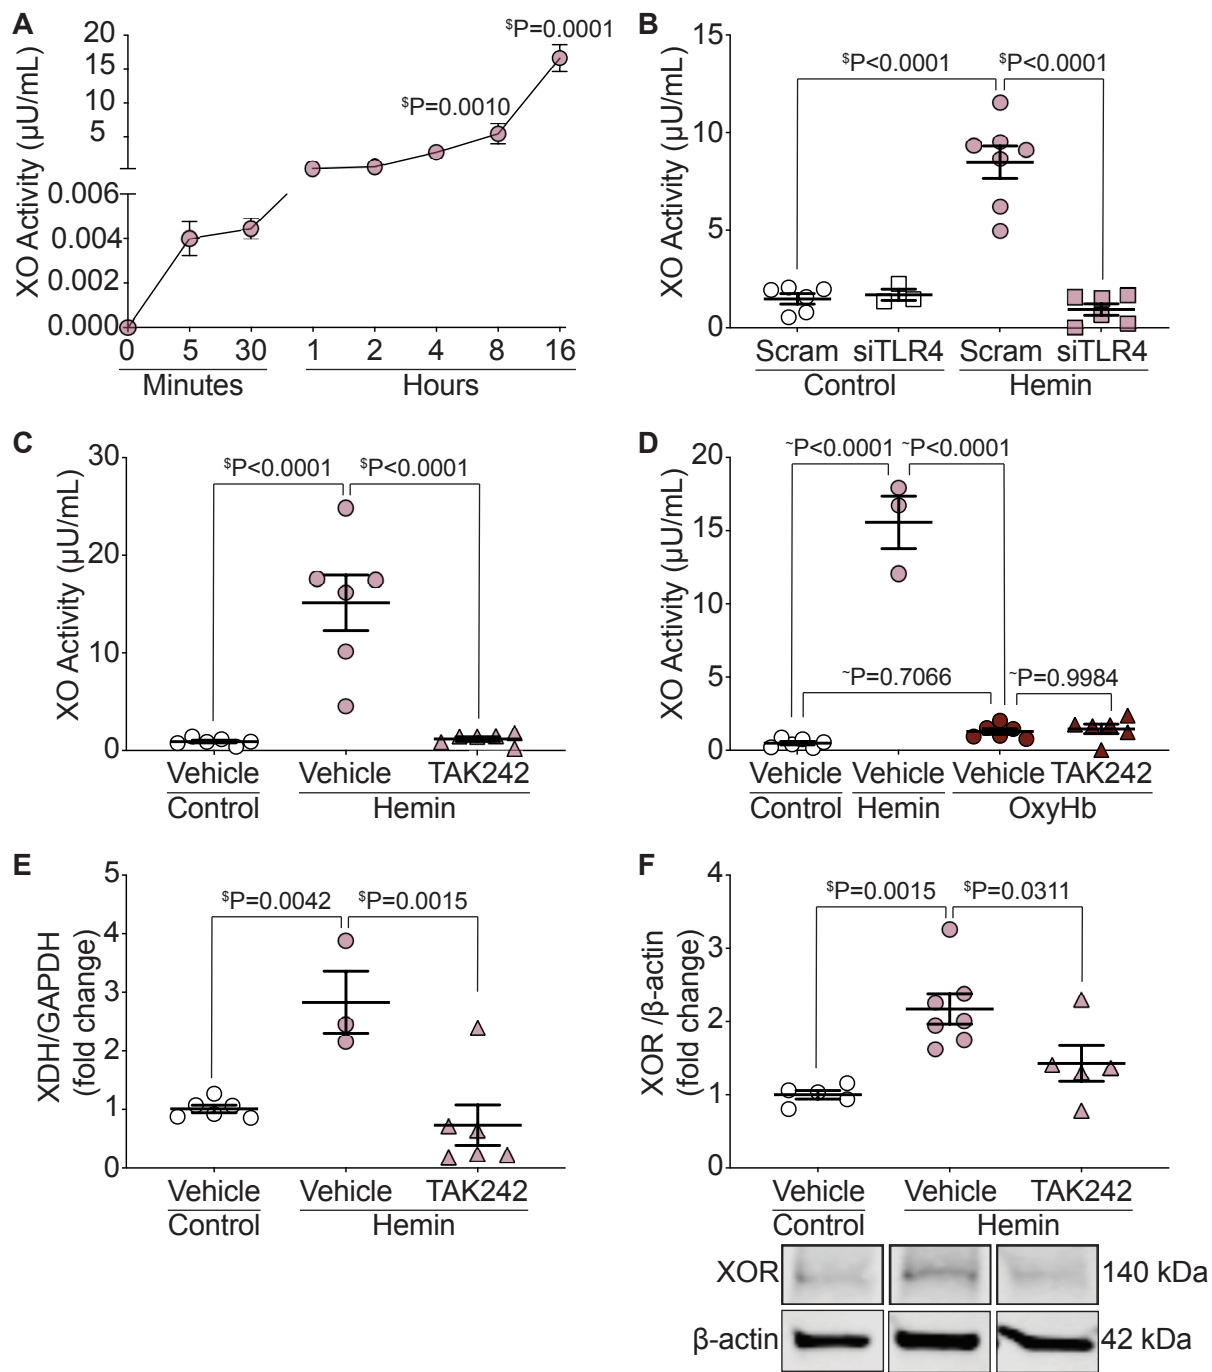 A
XO Activity (µU/mL)
XO Activity (µU/mL)
20
15
10
5
0.006
0.004
0.002
0.000
$P=0.0010
$P=0.0001
0 5 30 1 2 4 8 16
Minutes Hours
B
XO Activity (µU/mL)
15
10
5
0
$P<0.0001 $P<0.0001
Scram siTLR4 Scram siTLR4
Control Hemin
C
XO Activity (µU/mL)
30
20
10
0
$P<0.0001 $P<0.0001
Vehicle Vehicle TAK242
Control Hemin
D
XO Activity (µU/mL)
20
15
10
5
0
~P<0.0001 ~P<0.0001
~P=0.7066 ~P=0.9984
Vehicle Vehicle Vehicle TAK242
Control Hemin OxyHb
E
XDH/GAPDH
(fold change)
5
4
3
2
1
0
$P=0.0042 $P=0.0015
Vehicle Vehicle TAK242
Control Hemin
F
XOR /β-actin
(fold change)
4
3
2
1
0
$P=0.0015 $P=0.0311
Vehicle Vehicle TAK242
Control Hemin
XOR 140 kDa
β-actin 42 kDa